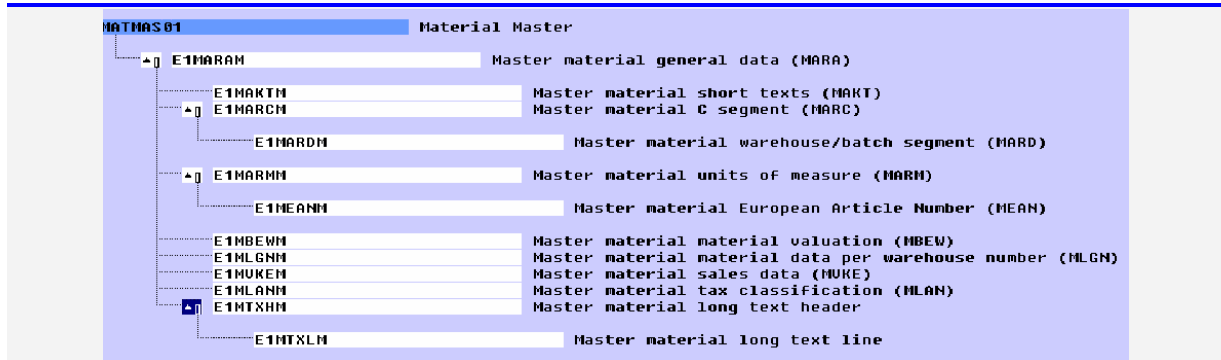 MATMAS01 Material Master
E1MARAM Master material general data (MARA)
E1MAKTM Master material short texts (MAKT)
E1MARCM Master material C segment (MARC)
E1MARDM Master material warehouse/batch segment (MARD)
E1MARMM Master material units of measure (MARM)
E1MEANM Master material European Article Number (MEAN)
E1MBEWM Master material material valuation (MBEW)
E1MLGNM Master material material data per warehouse number (MLGN)
E1MVKEM Master material sales data (MVKE)
E1MLANM Master material tax classification (MLAN)
E1MTXHM Master material long text header
E1MTXLM Master material long text line